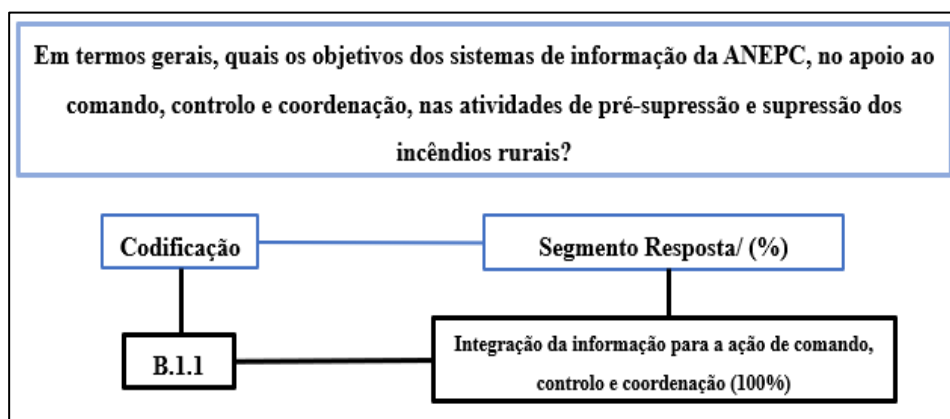 Em termos gerais, quais os objetivos dos sistemas de informação da ANEPC, no apoio ao
comando, controlo e coordenação, nas atividades de pré-supressão e supressão dos
incêndios rurais?
Codificação
Segmento Resposta/ (%)
B.1.1
Integração da informação para a ação de comando,
controlo e coordenação (100%)